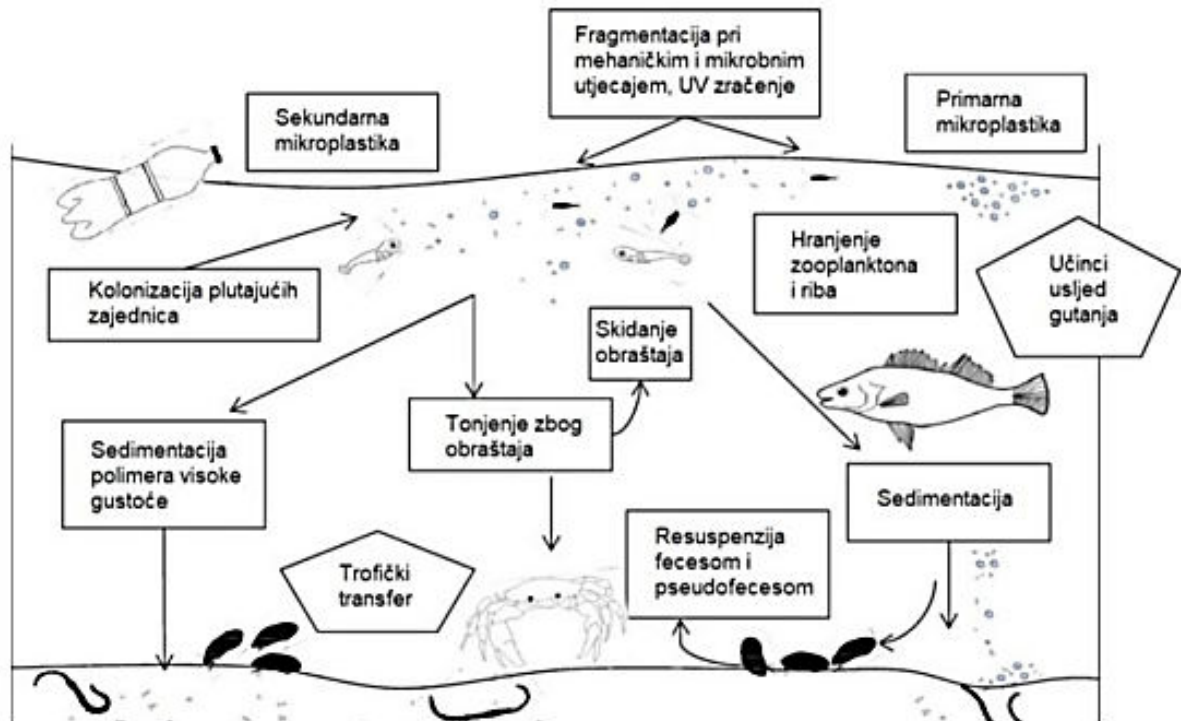 Fragmentacija pri
mehaničkim i mikrobnim
utjecajem, UV zračenje
Sekundarna
mikroplastika
Primarna
mikroplastika
Kolonizacija plutajućih
zajednica
Hranjenje
zooplanktona
i riba
Učinci
usljed
gutanja
Skidanje
obraštaja
Tonjenje zbog
obraštaja
Sedimentacija
polimera visoke
gustoće
Sedimentacija
Trofički
transfer
Resuspenzija
fecesom i
pseudofecesom